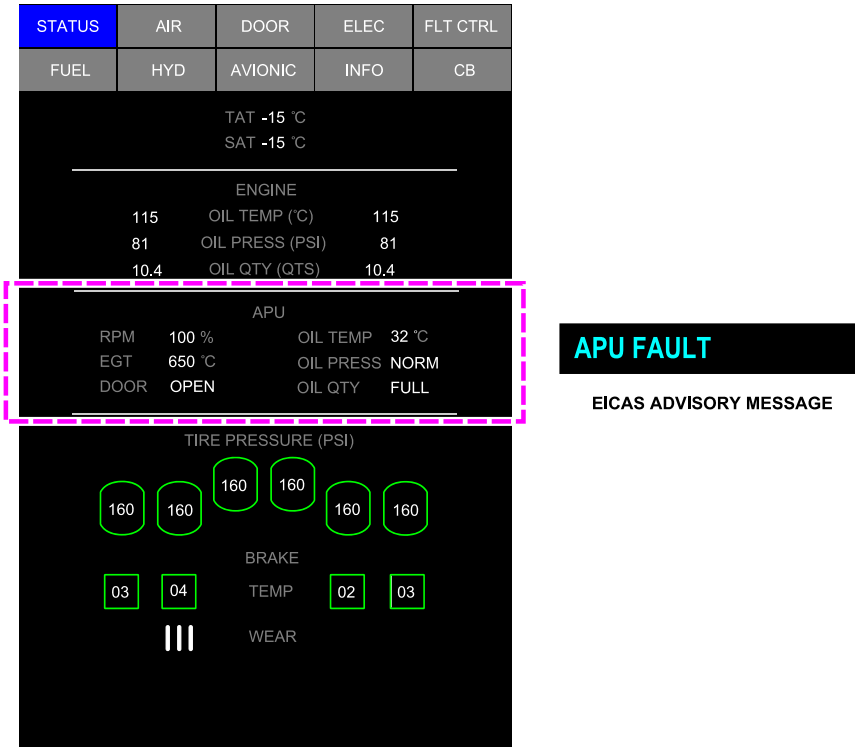 STATUS AIR DOOR ELEC FLT CTRL
FUEL HYD AVIONIC INFO CB
TAT -15 °C
SAT -15 °C
ENGINE
115 OIL TEMP (°C) 115
81 OIL PRESS (PSI) 81
10.4 OIL QTY (QTS) 10.4
APU
RPM 100 % OIL TEMP 32 °C
EGT 650 °C OIL PRESS NORM
DOOR OPEN OIL QTY FULL
APU FAULT
EICAS ADVISORY MESSAGE
TIRE PRESSURE (PSI)
160 160 160 160 160 160
BRAKE
03 04 TEMP 02 03
WEAR